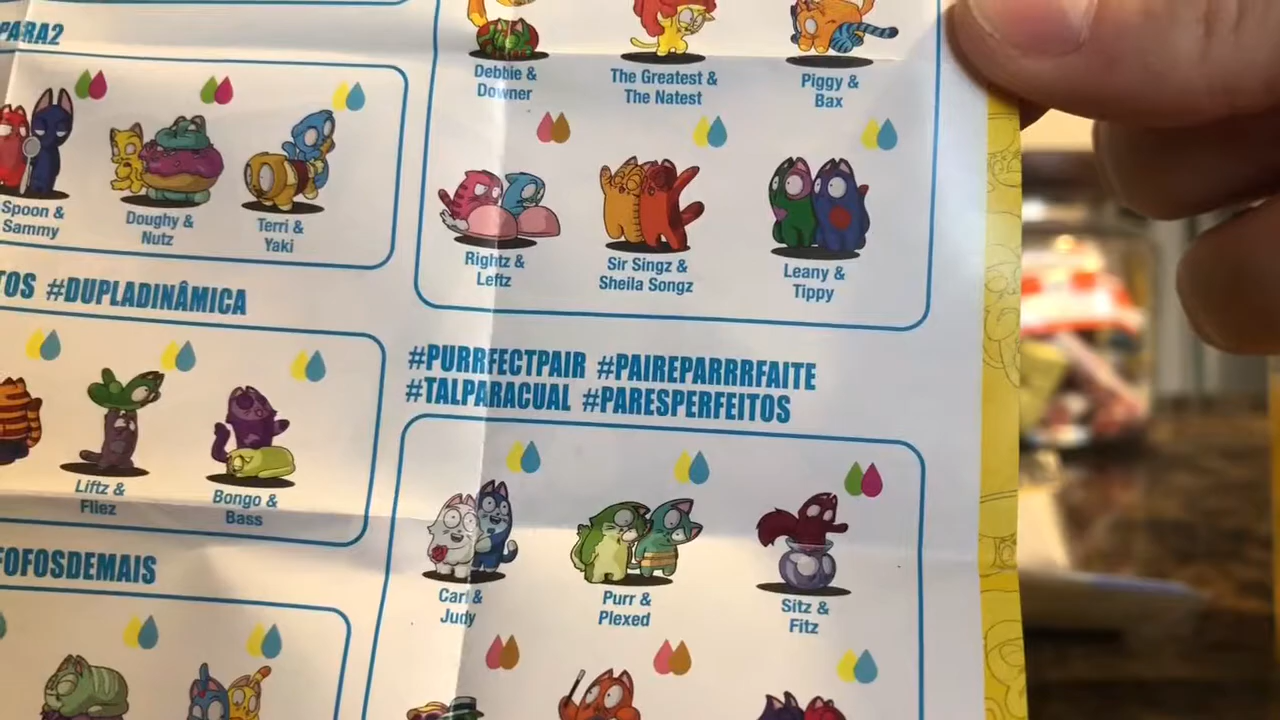 PARA2
Spoon &
Sammy
Doughy &
Nutz
Terri &
Yaki
TOS #DUPLADINÂMICA
Liftz &
Fliez
Bongo &
Bass
FOFOSDEMAIS
Debbie &
Downer
The Greatest &
The Natest
Piggy &
Bax
Rightz &
Leftz
Sir Singz &
Sheila Songz
Leany &
Tippy
#PURRFECTPAIR #PAIREPARRRFAITE
#TALPARACUAL #PARESPERFEITOS
Carl &
Judy
Purr &
Plexed
Sitz &
Fitz